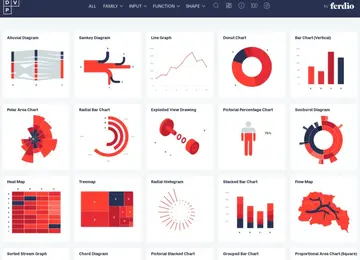 D V
P
ALL FAMILY INPUT FUNCTION SHAPE
by ferdio
Alluvial Diagram
Sankey Diagram
Line Graph
Donut Chart
Bar Chart (Vertical)
Polar Area Chart
Radial Bar Chart
Exploded View Drawing
Pictorial Percentage Chart
Sunburst Diagram
75%
Heat Map
Treemap
Radial Histogram
Stacked Bar Chart
Flow Map
Sorted Stream Graph
Chord Diagram
Pictorial Stacked Chart
Grouped Bar Chart
Proportional Area Chart (Square)